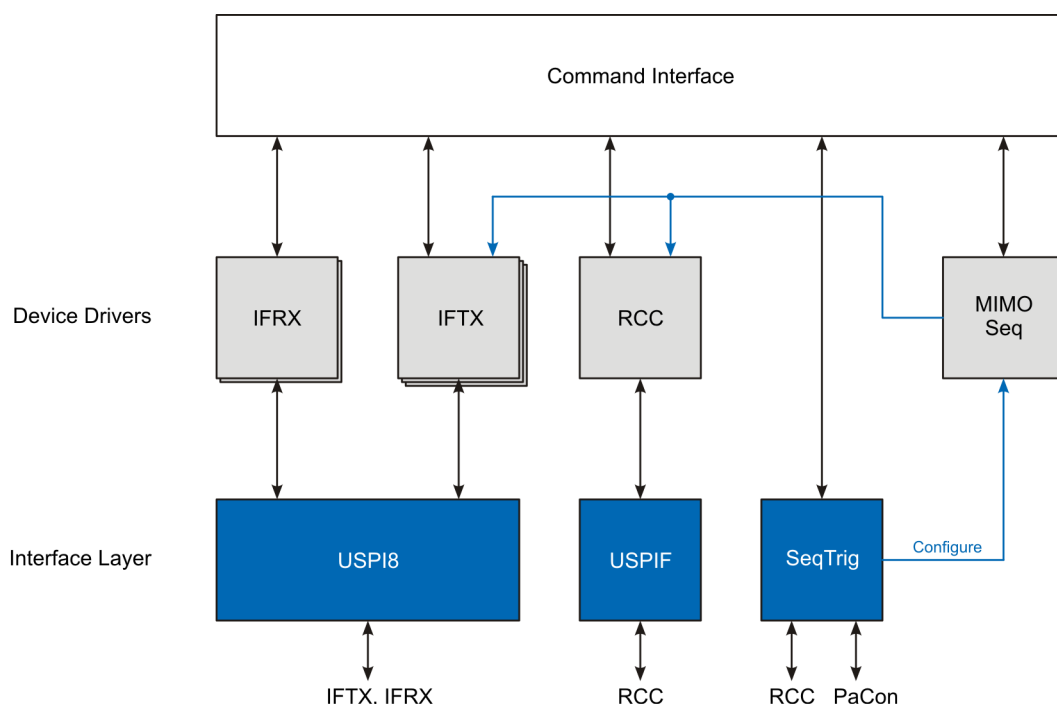 Command Interface
Device Drivers
IFRX
IFTX
RCC
MIMO
Seq
Interface Layer
USPI8
USPIF
SeqTrig
Configure
IFTX, IFRX
RCC
RCC
PaCon